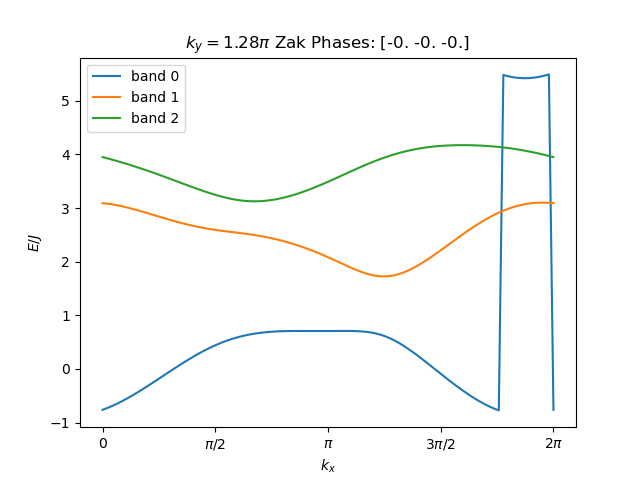 k_y = 1.28π Zak Phases: [-0. -0. -0.]
band 0
band 1
band 2
5
4
3
2
1
0
−1
E/J
0
π/2
π
3π/2
2π
k_x